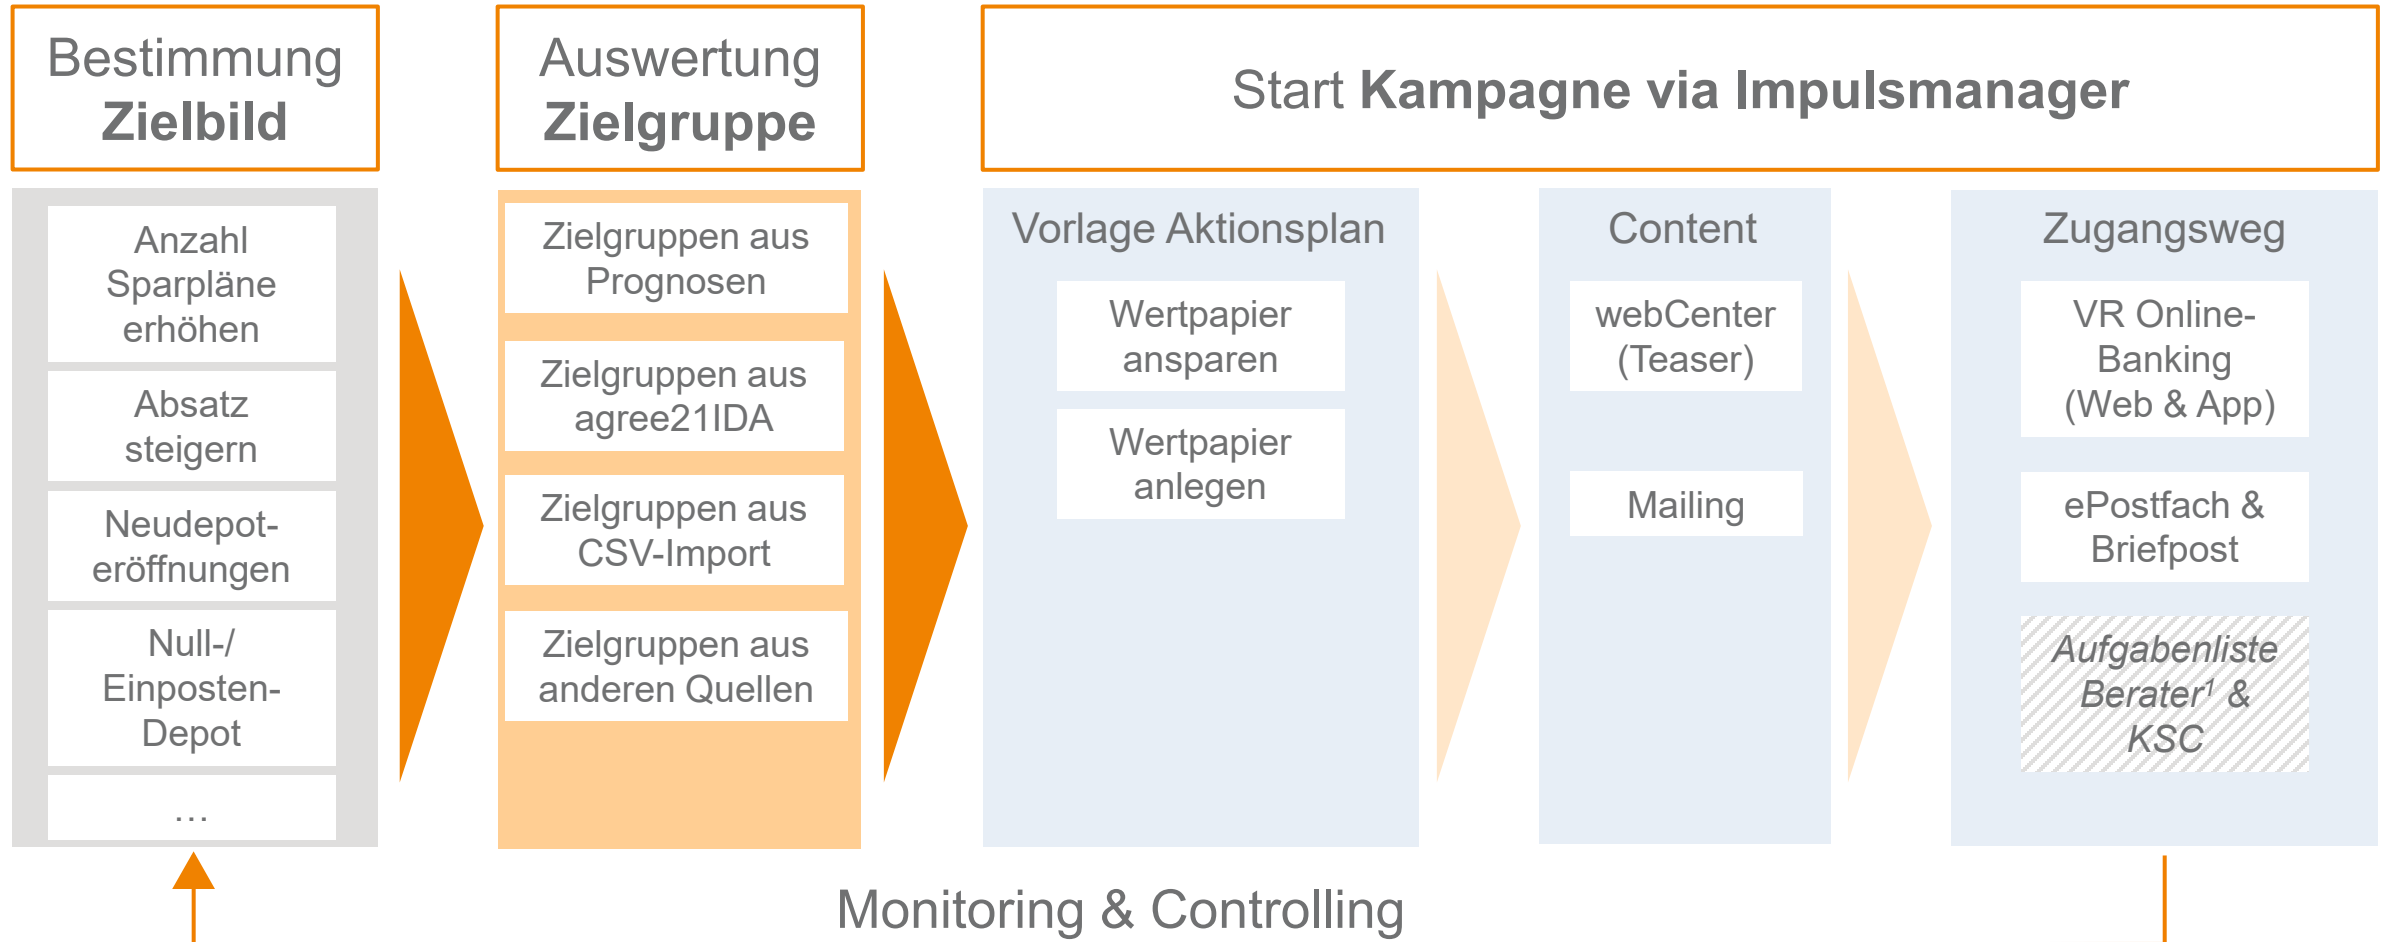 Bestimmung
Zielbild
Auswertung
Zielgruppe
Start Kampagne via Impulsmanager
Anzahl
Sparpläne
erhöhen
Absatz
steigern
Neudepot-
eröffnungen
Null-/
Einposten-
Depot
…
Zielgruppen aus
Prognosen
Zielgruppen aus
agree21IDA
Zielgruppen aus
CSV-Import
Zielgruppen aus
anderen Quellen
Vorlage Aktionsplan
Wertpapier
ansparen
Wertpapier
anlegen
Content
webCenter
(Teaser)
Mailing
Zugangsweg
VR Online-
Banking
(Web & App)
ePostfach &
Briefpost
Aufgabenliste
Berater¹ &
KSC
Monitoring & Controlling